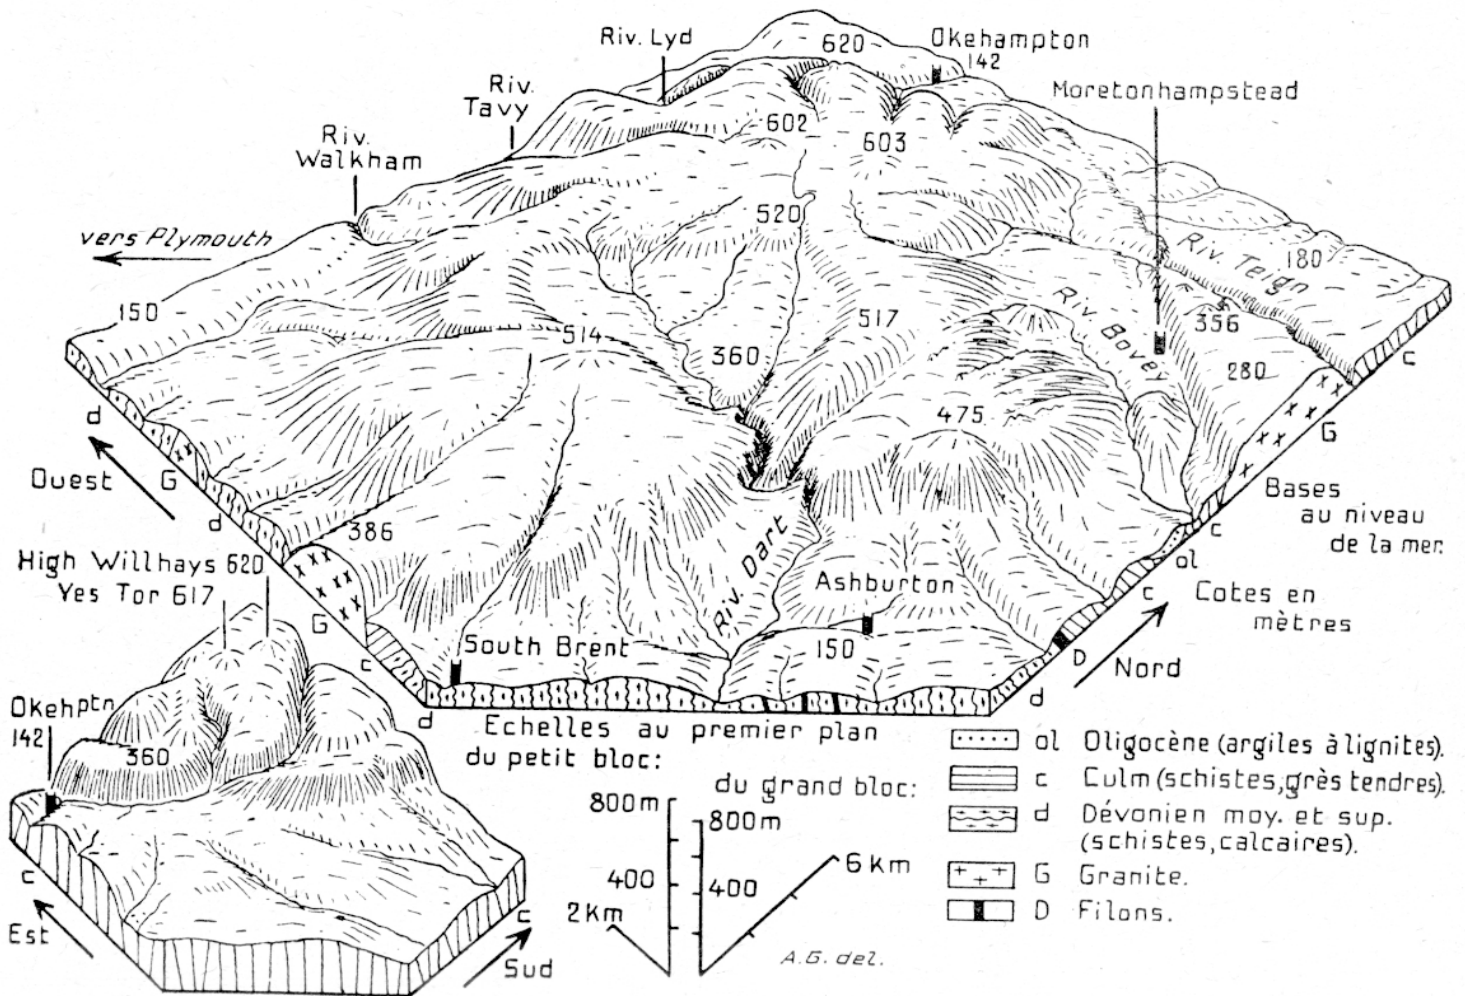 Riv. Lyd
620
Okehampton
142
Riv.
Tavy
Moretonhampstead
Riv.
Walkham
602
603
vers Plymouth
520
Riv. Teign
180
150
514
517
Riv. Bovey
356
360
280
c
475
d
G
G
Ouest
d
386
Bases
au niveau
de la mer.
c
ol
High Willhays 620
Yes Tor 617
G
Riv. Dart
Ashburton
c
Cotes en
mètres
South Brent
150
D
Nord
c
d
d
Okehptn
142
360
Echelles au premier plan
du petit bloc:
du grand bloc:
800m
800m
400
400
6km
2km
ol Oligocène (argiles à lignites).
c Culm (schistes, grès tendres).
d Dévonien moy. et sup.
(schistes, calcaires).
G Granite.
D Filons.
c
Est
c
Sud
A.G. del.